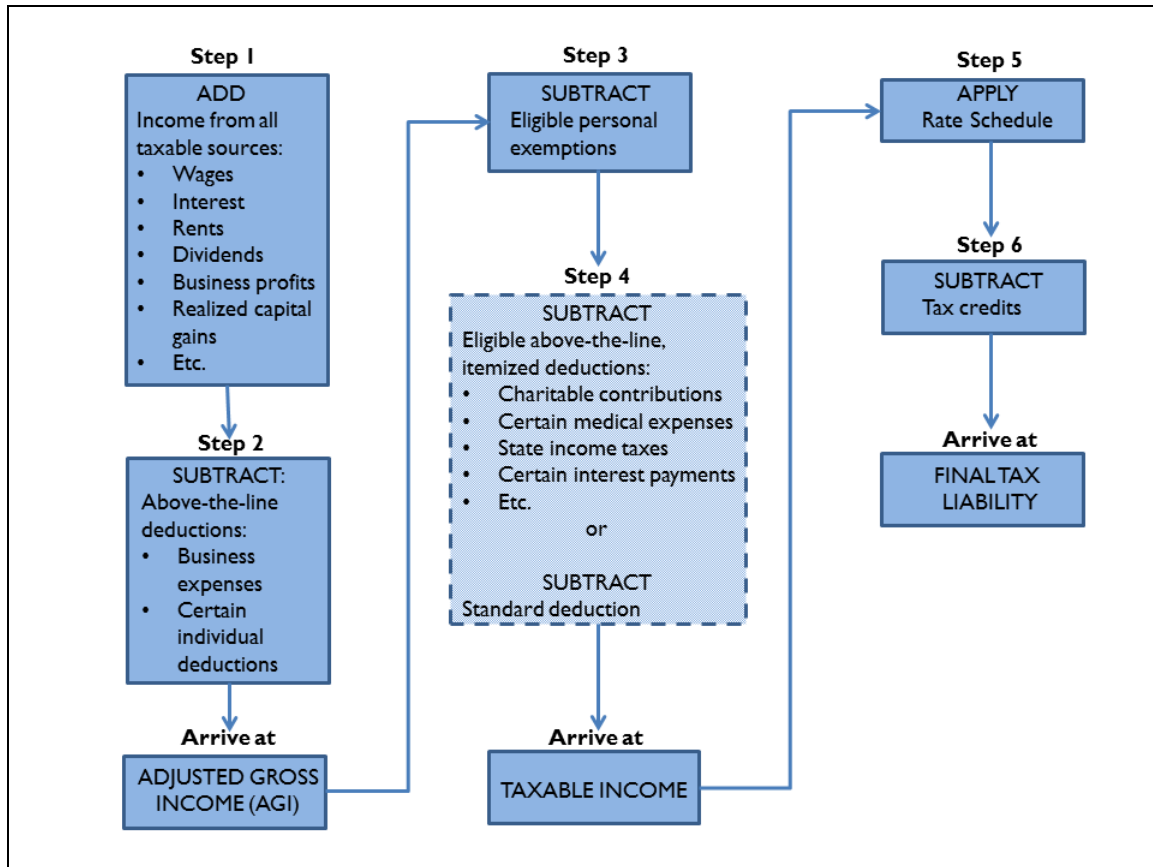 Step 1
ADD
Income from all
taxable sources:
• Wages
• Interest
• Rents
• Dividends
• Business profits
• Realized capital
gains
• Etc.
Step 2
SUBTRACT:
Above-the-line
deductions:
• Business
expenses
• Certain
individual
deductions
Arrive at
ADJUSTED GROSS
INCOME (AGI)
Step 3
SUBTRACT
Eligible personal
exemptions
Step 4
SUBTRACT
Eligible above-the-line,
itemized deductions:
• Charitable contributions
• Certain medical expenses
• State income taxes
• Certain interest payments
• Etc.
or
SUBTRACT
Standard deduction
Arrive at
TAXABLE INCOME
Step 5
APPLY
Rate Schedule
Step 6
SUBTRACT
Tax credits
Arrive at
FINAL TAX
LIABILITY